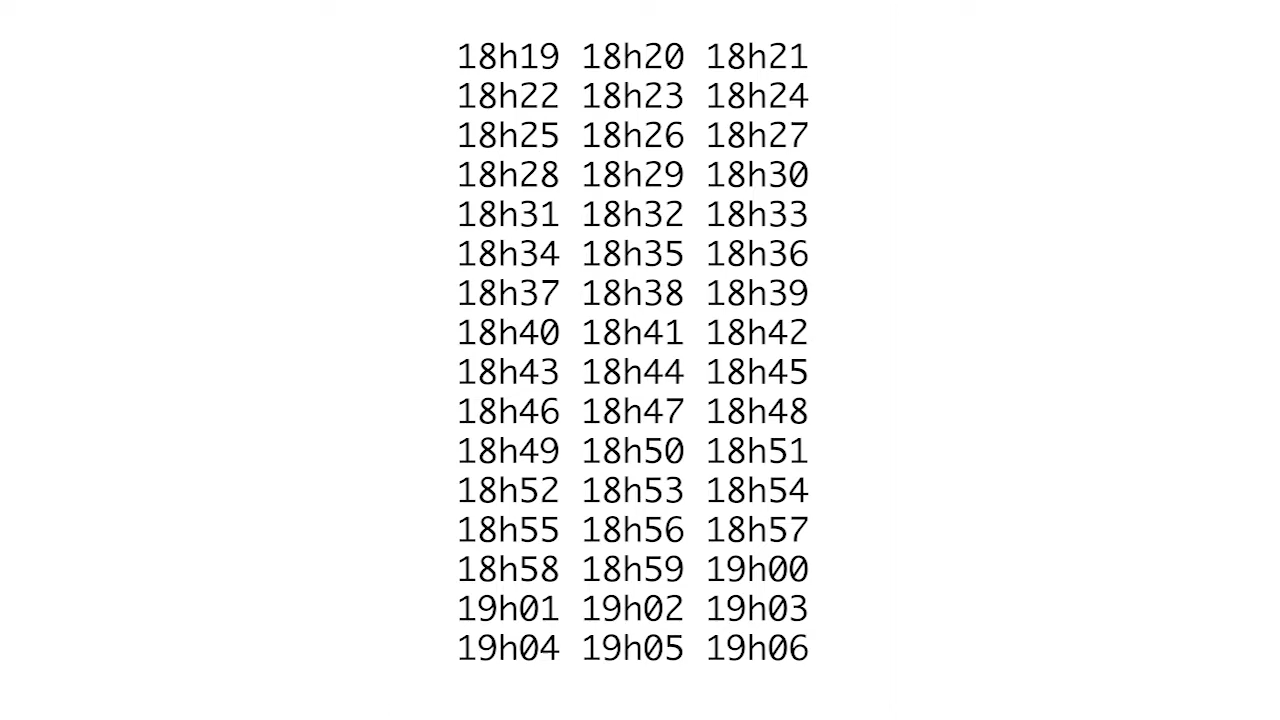 18h19 18h20 18h21
18h22 18h23 18h24
18h25 18h26 18h27
18h28 18h29 18h30
18h31 18h32 18h33
18h34 18h35 18h36
18h37 18h38 18h39
18h40 18h41 18h42
18h43 18h44 18h45
18h46 18h47 18h48
18h49 18h50 18h51
18h52 18h53 18h54
18h55 18h56 18h57
18h58 18h59 19h00
19h01 19h02 19h03
19h04 19h05 19h06